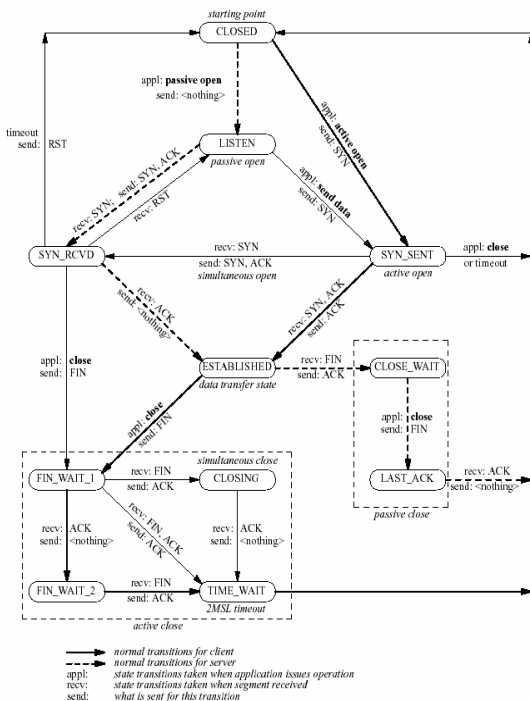 starting point
CLOSED
appl: passive open
send: <nothing>
appl: active open
send: SYN
timeout
send: RST
LISTEN
passive open
recv: SYN; send: SYN, ACK
recv: RST
appl: send data
send: SYN
SYN_RCVD
recv: SYN
send: SYN, ACK
simultaneous open
SYN_SENT
active open
appl: close
or timeout
recv: ACK
send: <nothing>
recv: SYN, ACK
send: ACK
appl: close
send: FIN
ESTABLISHED
data transfer state
recv: FIN
send: ACK
CLOSE_WAIT
appl: close
send: FIN
appl: close
send: FIN
LAST_ACK
passive close
recv: ACK
send: <nothing>
simultaneous close
FIN_WAIT_1
recv: FIN
send: ACK
CLOSING
recv: ACK
send: <nothing>
recv: FIN, ACK
send: ACK
recv: ACK
send: <nothing>
FIN_WAIT_2
recv: FIN
send: ACK
TIME_WAIT
2MSL timeout
active close
normal transitions for client
normal transitions for server
appl: state transitions taken when application issues operation
recv: state transitions taken when segment received
send: what is sent for this transition